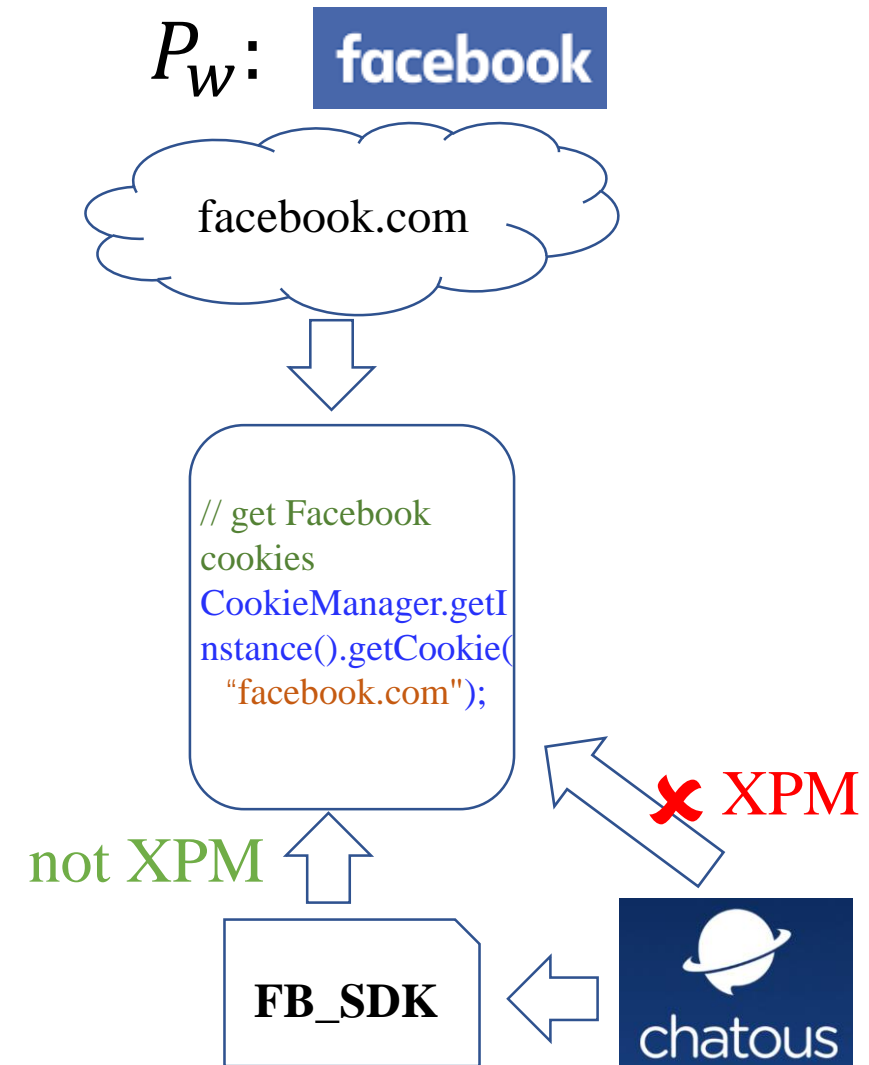 P_w: facebook
facebook.com
// get Facebook
cookies
CookieManager.getI
nstance().getCookie(
“facebook.com");
✘ XPM
not XPM
FB_SDK
chatous